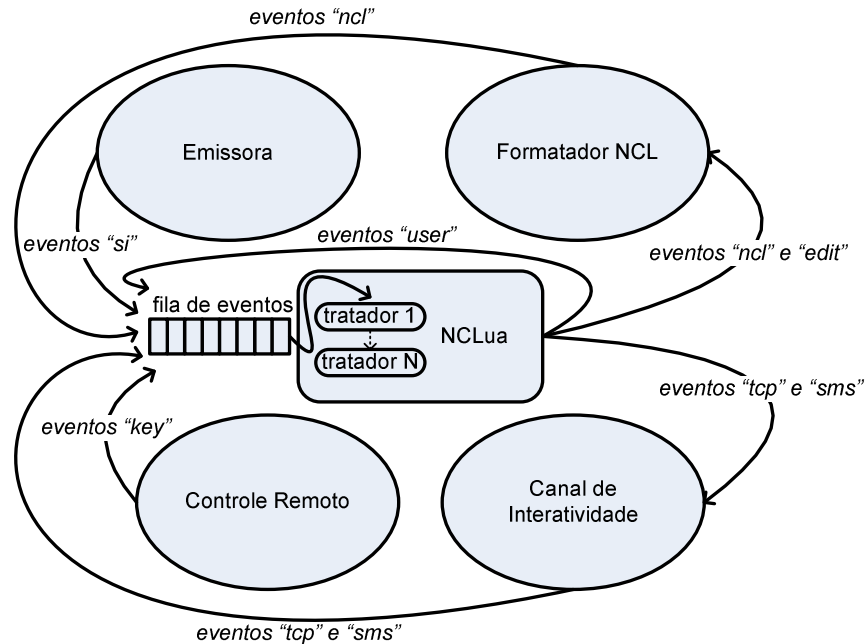 eventos “ncl”
Emissora
Formatador NCL
eventos “si”
eventos “user”
eventos “ncl” e “edit”
fila de eventos
tratador 1
NCLua
tratador N
eventos “tcp” e “sms”
eventos “key”
Controle Remoto
Canal de
Interatividade
eventos “tcp” e “sms”